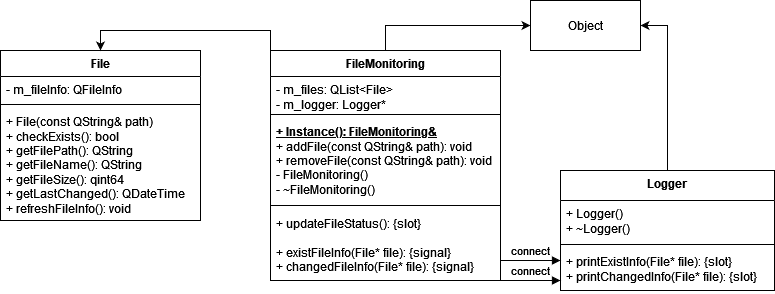 Object
File
- m_fileInfo: QFileInfo
+ File(const QString& path)
+ checkExists(): bool
+ getFilePath(): QString
+ getFileName(): QString
+ getFileSize(): qint64
+ getLastChanged(): QDateTime
+ refreshFileInfo(): void
FileMonitoring
- m_files: QList<File>
- m_logger: Logger*
+ Instance(): FileMonitoring&
+ addFile(const QString& path): void
+ removeFile(const QString& path): void
- FileMonitoring()
- ~FileMonitoring()
+ updateFileStatus(): {slot}
+ existFileInfo(File* file): {signal}
+ changedFileInfo(File* file): {signal}
connect
connect
Logger
+ Logger()
+ ~Logger()
+ printExistInfo(File* file): {slot}
+ printChangedInfo(File* file): {slot}